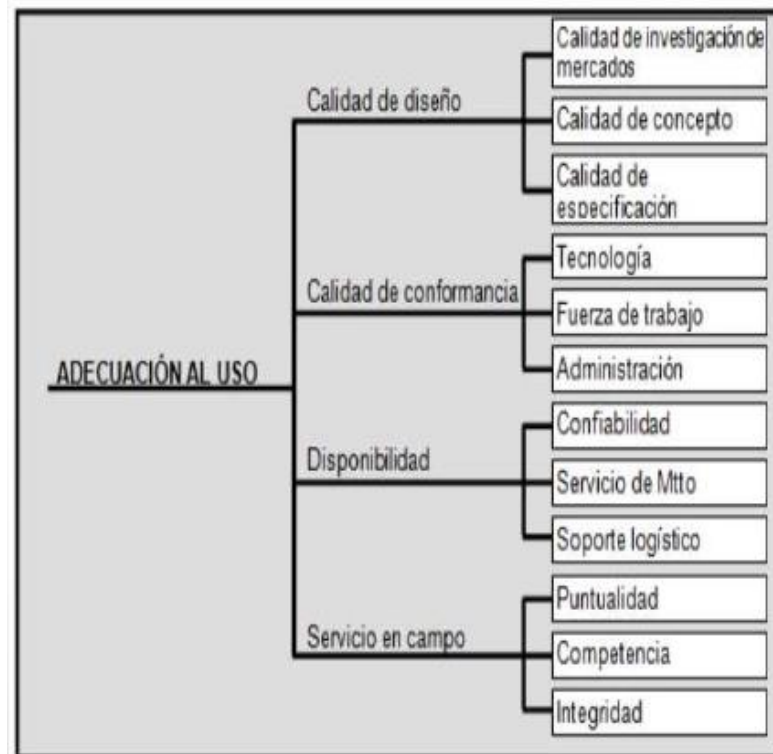 Calidad de investigación de
mercados
Calidad de diseño
Calidad de concepto
Calidad de
especificación
Tecnología
Calidad de conformancia
Fuerza de trabajo
Administración
ADECUACIÓN AL USO
Confiabilidad
Disponibilidad
Servicio de Mtto
Soporte logístico
Puntualidad
Servicio en campo
Competencia
Integridad